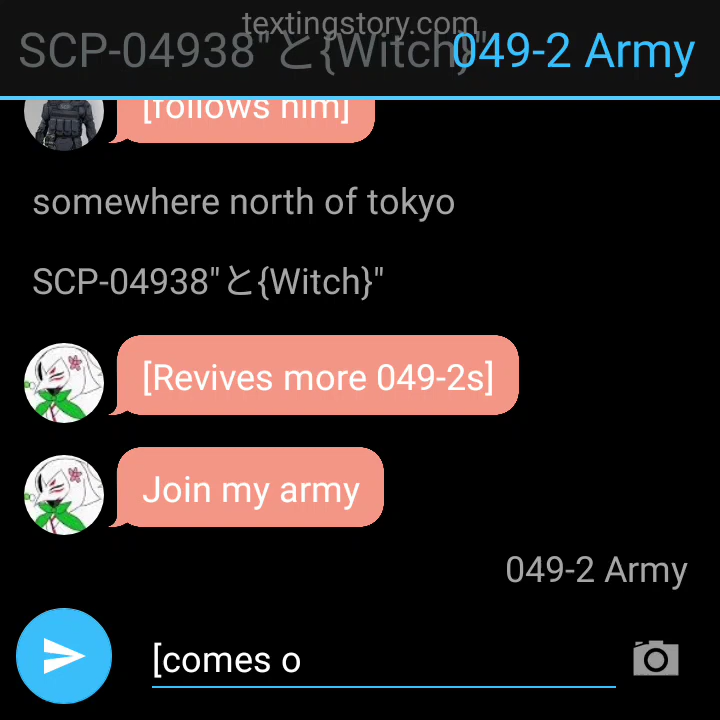 textingstory.com
SCP-04938"と{Witch}"
049-2 Army
[follows him]
somewhere north of tokyo
SCP-04938"と{Witch}"
[Revives more 049-2s]
Join my army
049-2 Army
[comes o